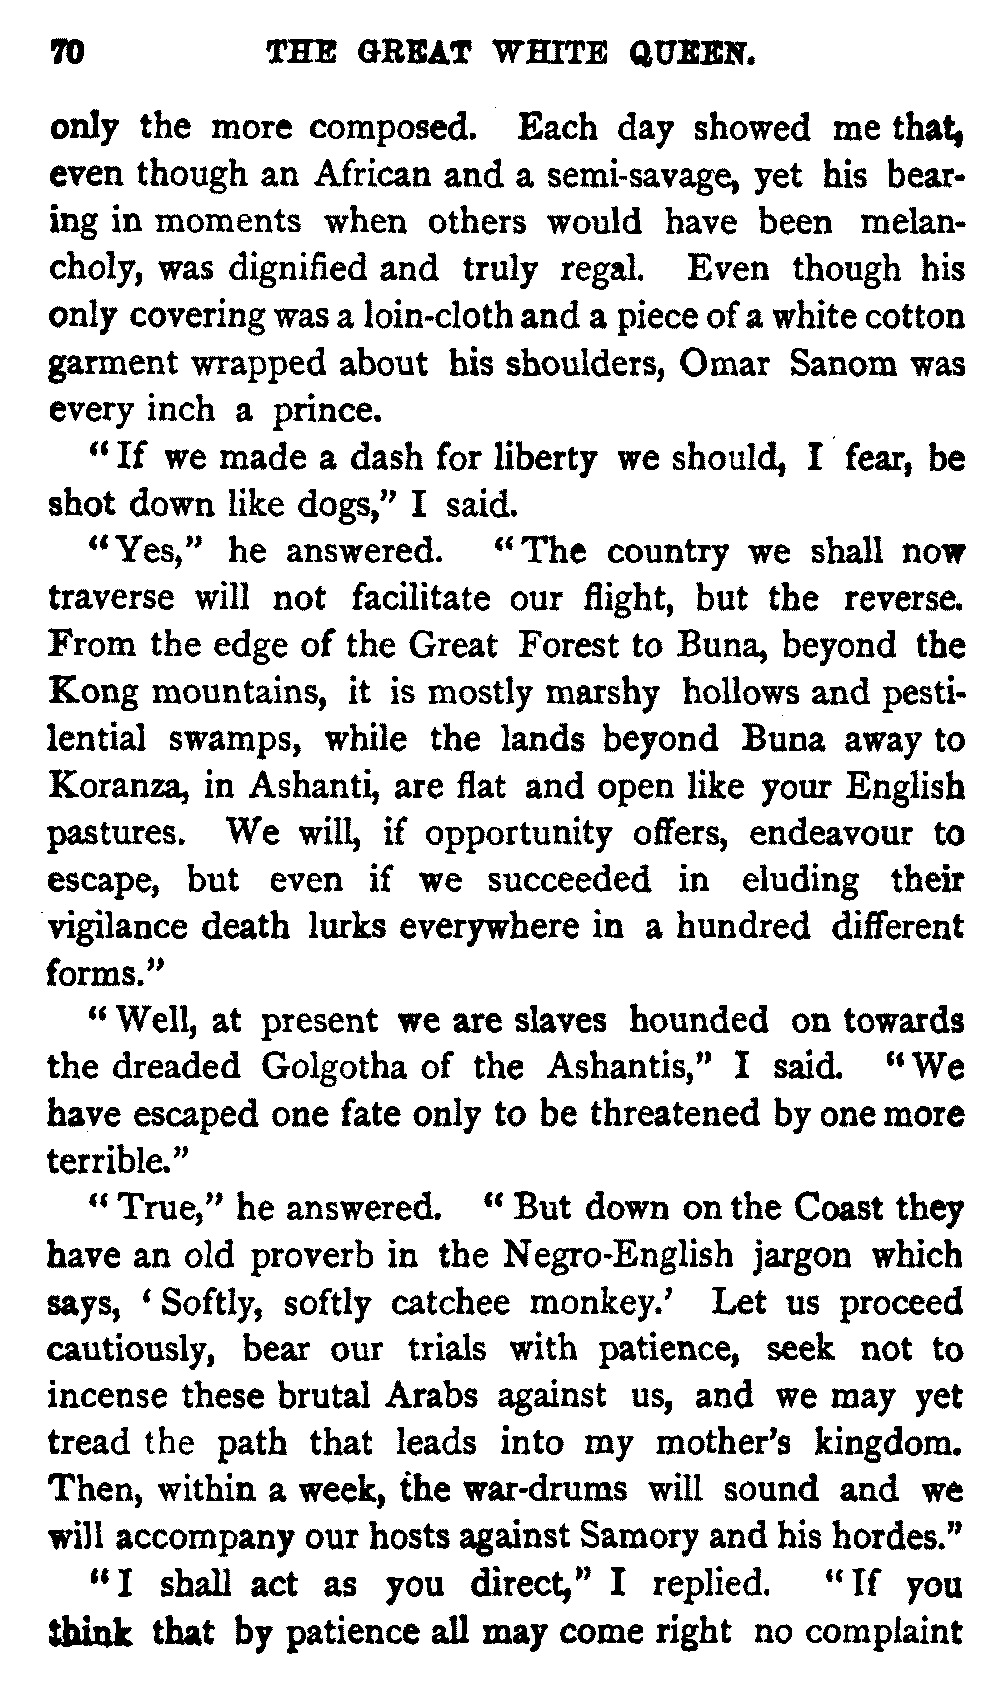 70 THE GREAT WHITE QUEEN.
only the more composed. Each day showed me that,
even though an African and a semi-savage, yet his bear-
ing in moments when others would have been melan-
choly, was dignified and truly regal. Even though his
only covering was a loin-cloth and a piece of a white cotton
garment wrapped about his shoulders, Omar Sanom was
every inch a prince.
"If we made a dash for liberty we should, I fear, be
shot down like dogs," I said.
"Yes," he answered. "The country we shall now
traverse will not facilitate our flight, but the reverse.
From the edge of the Great Forest to Buna, beyond the
Kong mountains, it is mostly marshy hollows and pesti-
lential swamps, while the lands beyond Buna away to
Koranza, in Ashanti, are flat and open like your English
pastures. We will, if opportunity offers, endeavour to
escape, but even if we succeeded in eluding their
vigilance death lurks everywhere in a hundred different
forms."
"Well, at present we are slaves hounded on towards
the dreaded Golgotha of the Ashantis," I said. "We
have escaped one fate only to be threatened by one more
terrible."
"True," he answered. "But down on the Coast they
have an old proverb in the Negro-English jargon which
says, 'Softly, softly catchee monkey.' Let us proceed
cautiously, bear our trials with patience, seek not to
incense these brutal Arabs against us, and we may yet
tread the path that leads into my mother's kingdom.
Then, within a week, the war-drums will sound and we
will accompany our hosts against Samory and his hordes."
"I shall act as you direct," I replied. "If you
think that by patience all may come right no complaint